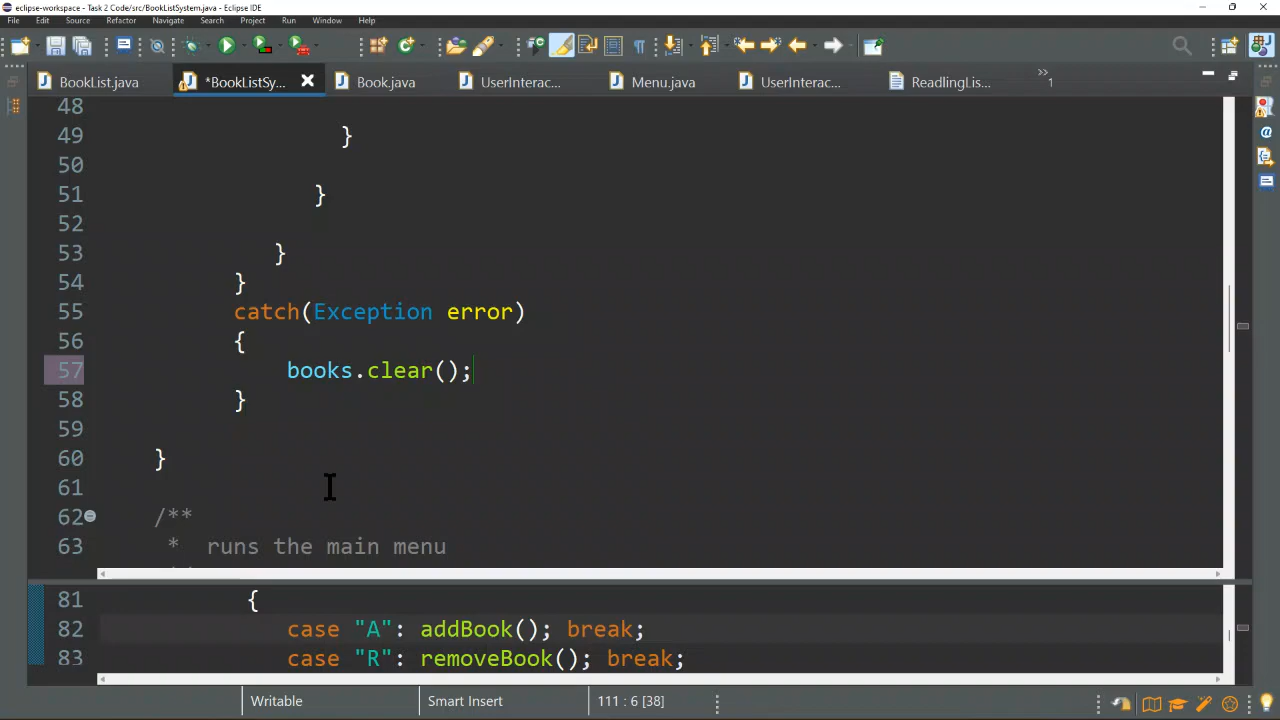 eclipse-workspace - Task 2 Code/src/BookListSystem.java - Eclipse IDE
File Edit Source Refactor Navigate Search Project Run Window Help
BookList.java *BookListSy... Book.java UserInterac... Menu.java UserInterac... ReadlingLis... »1
48
49 }
50
51 }
52
53 }
54 }
55 catch(Exception error)
56 {
57 books.clear();
58 }
59
60 }
61
62 /**
63 * runs the main menu
81 {
82 case "A": addBook(); break;
83 case "R": removeBook(); break;
Writable Smart Insert 111 : 6 [38]